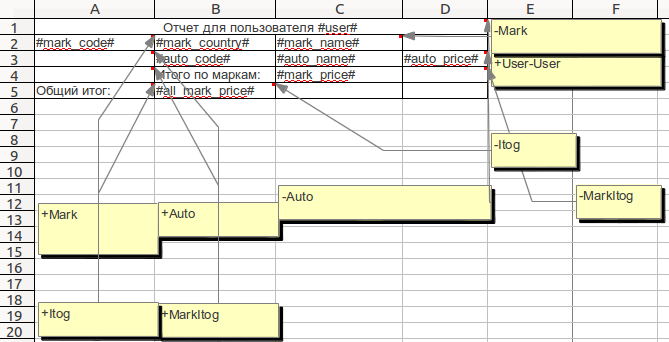 A B C D E F
1 Отчет для пользователя #user# -Mark
2 #mark_code# #mark_country# #mark_name#
3 #auto_code# #auto_name# #auto_price# +User-User
4 Итого по маркам: #mark_price#
5 Общий итог: #all_mark_price#
6
7
8 -Itog
9
10
11 -Auto -MarkItog
12 +Mark +Auto
13
14
15
16
17
18
19 +Itog +MarkItog
20